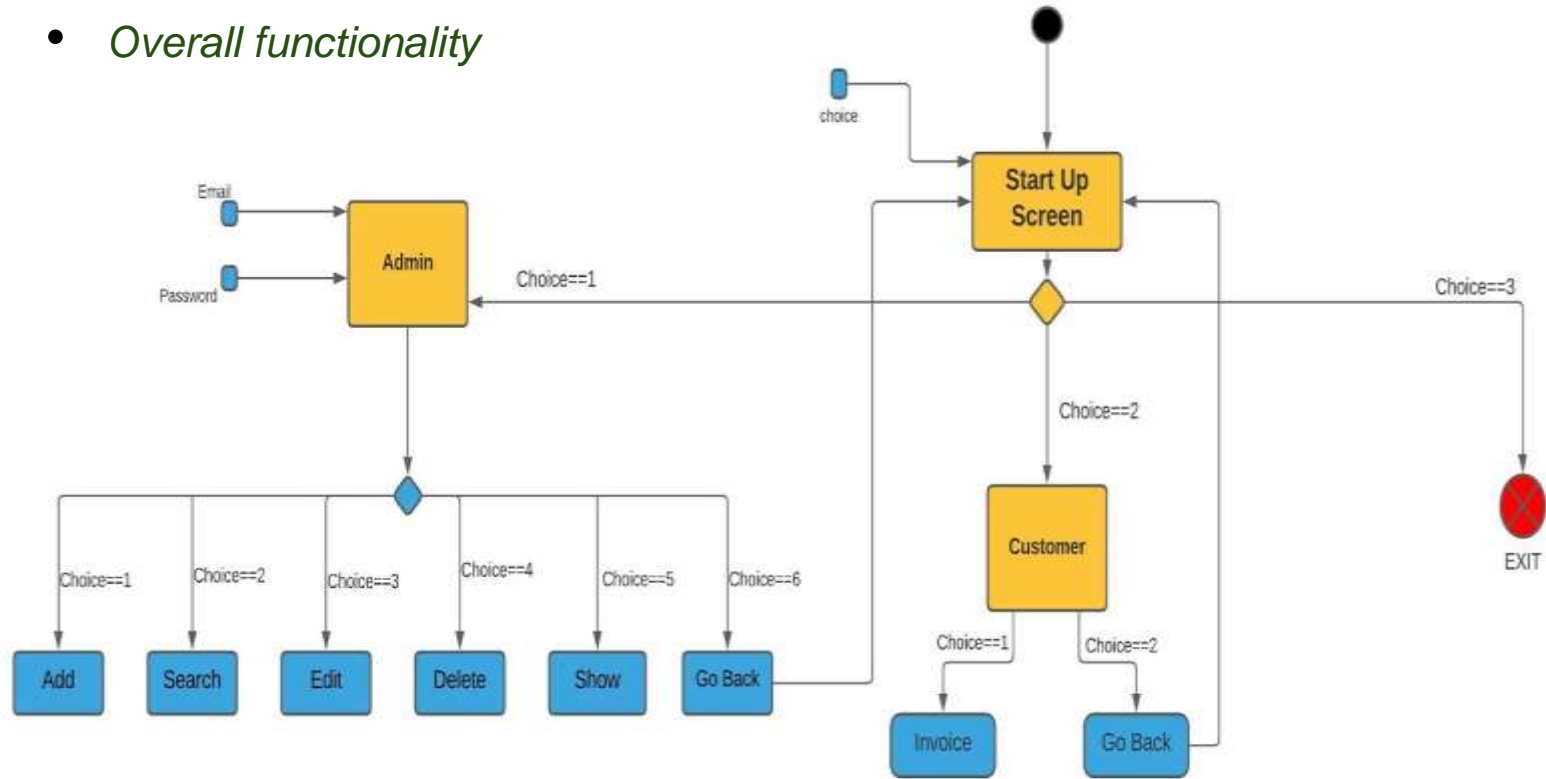 • Overall functionality
choice
Start Up
Screen
Email
Admin
Password
Choice==1
Choice==3
Choice==2
Customer
EXIT
Choice==1
Choice==2
Choice==3
Choice==4
Choice==5
Choice==6
Choice==1
Choice==2
Add
Search
Edit
Delete
Show
Go Back
Invoice
Go Back